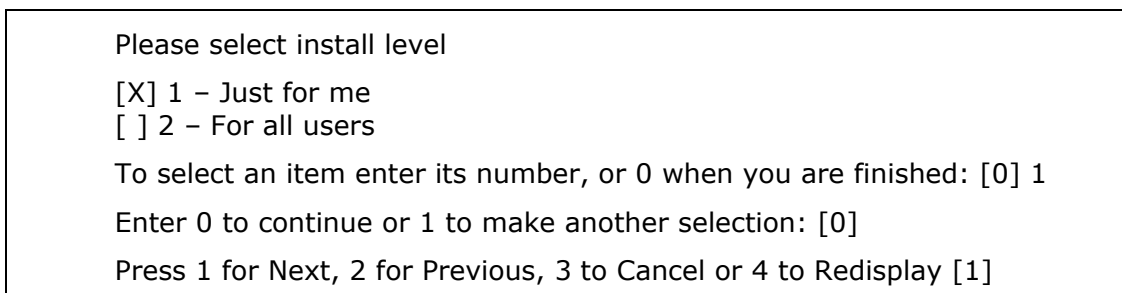 Please select install level
[X] 1 – Just for me
[ ] 2 – For all users
To select an item enter its number, or 0 when you are finished: [0] 1
Enter 0 to continue or 1 to make another selection: [0]
Press 1 for Next, 2 for Previous, 3 to Cancel or 4 to Redisplay [1]